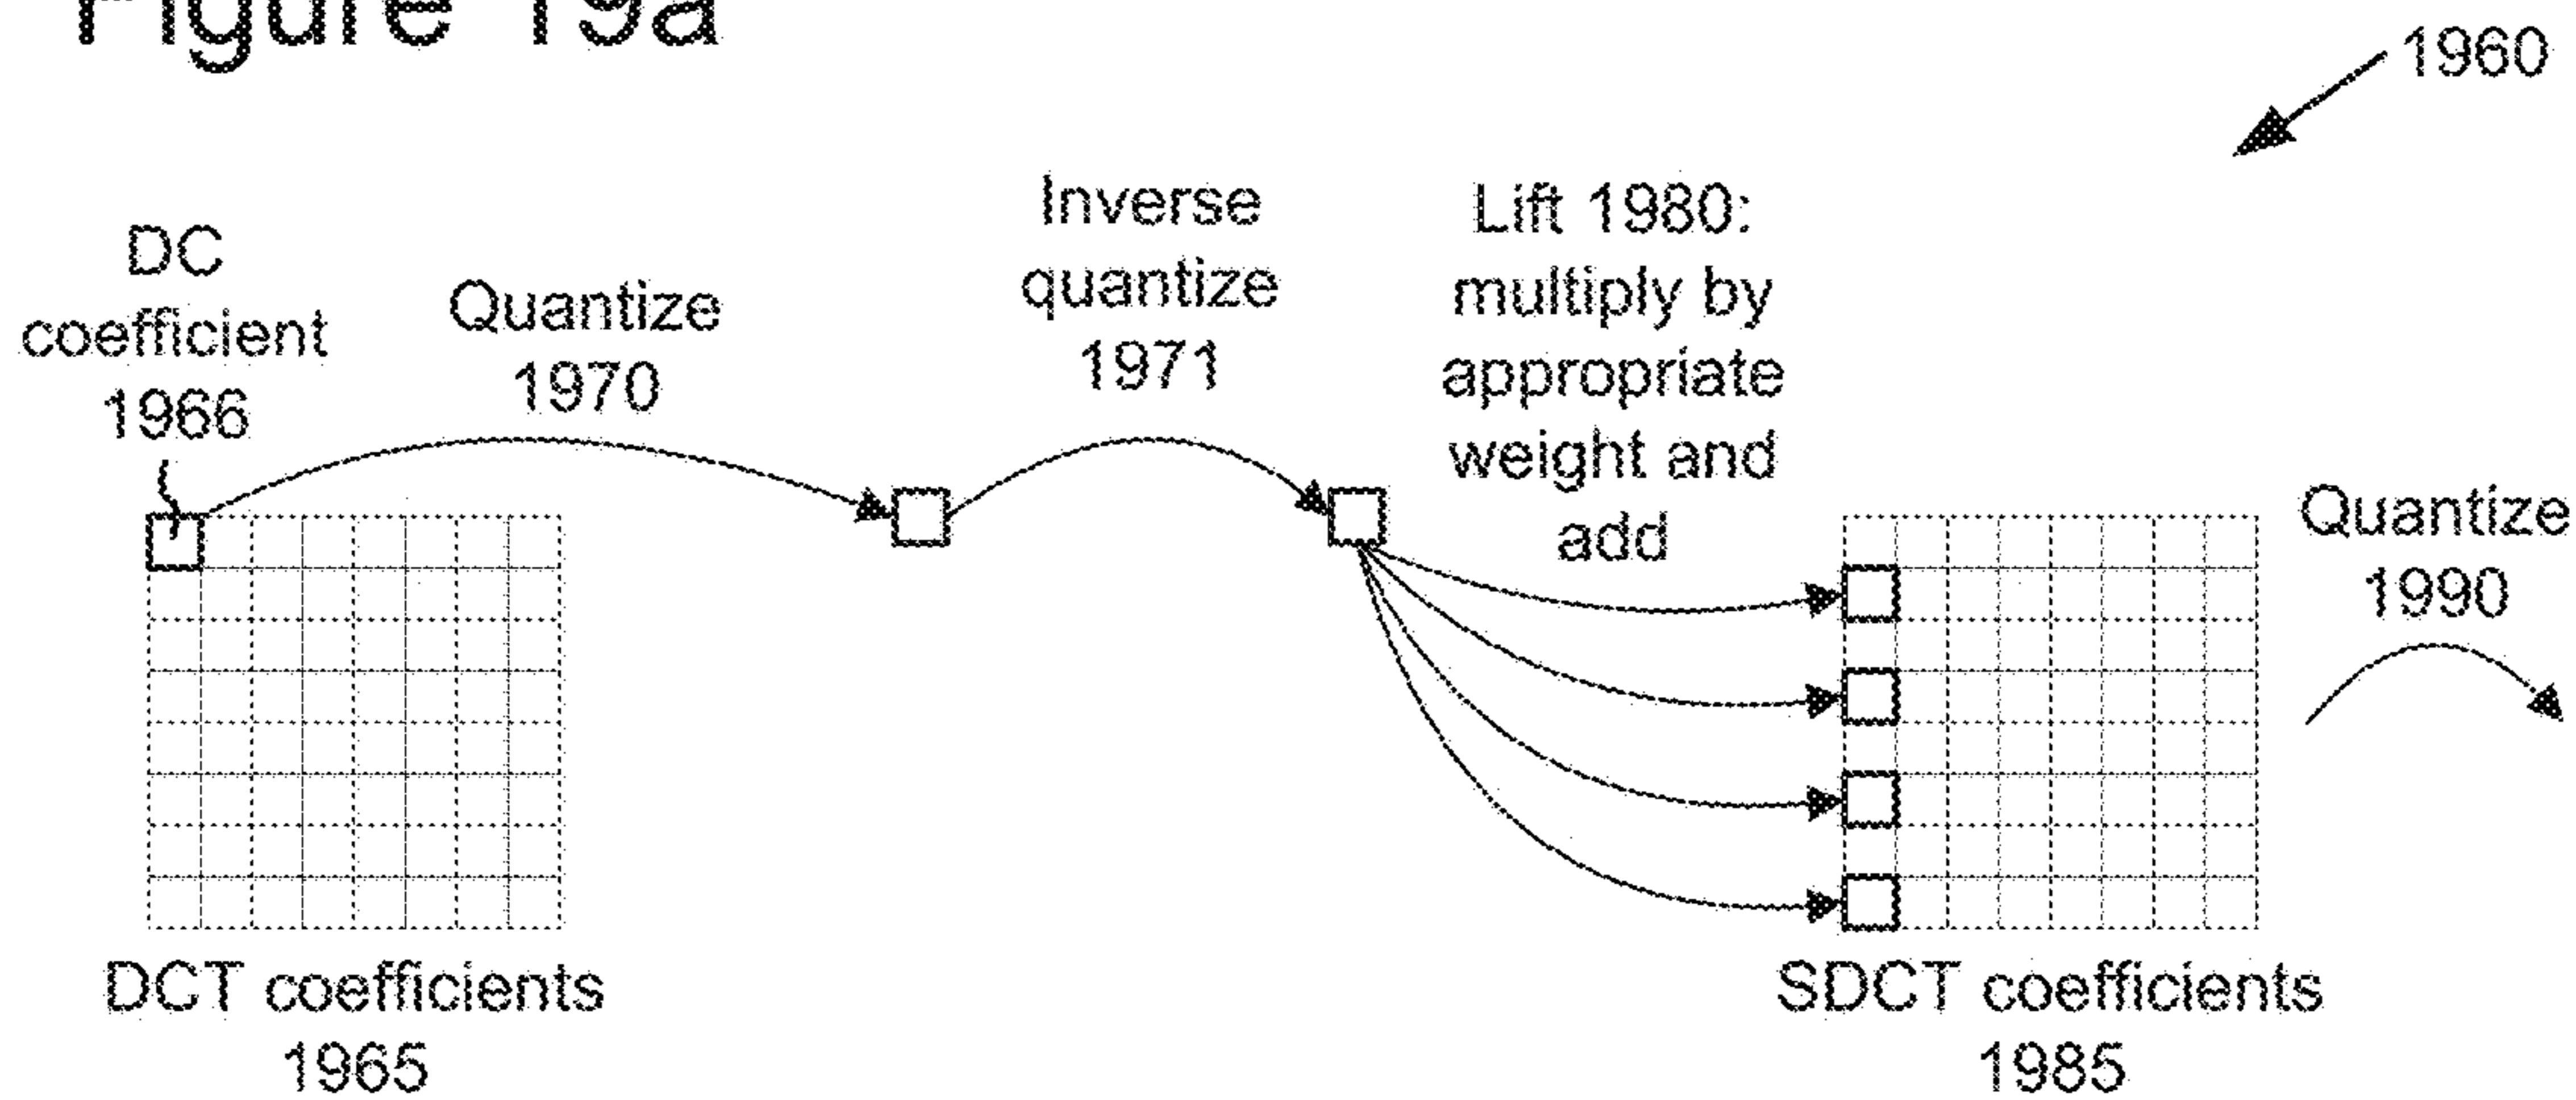 Figure 19a
1960
DC
coefficient
1966
Quantize
1970
Inverse
quantize
1971
Lift 1980:
multiply by
appropriate
weight and
add
Quantize
1990
DCT coefficients
1965
SDCT coefficients
1985